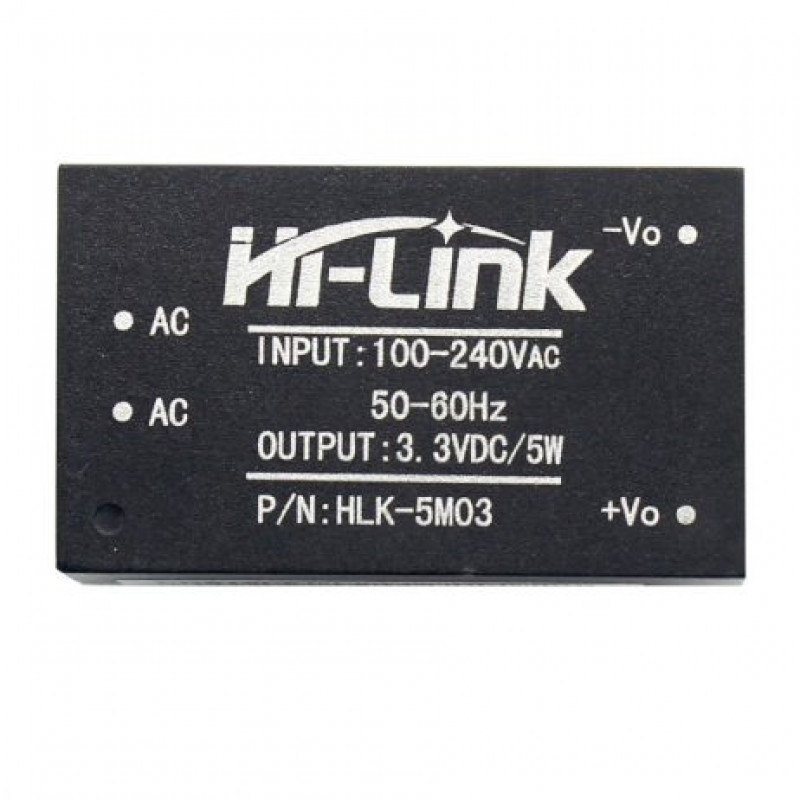 Hi-Link
-Vo
AC
INPUT:100-240VAC
AC
50-60Hz
OUTPUT:3.3VDC/5W
P/N:HLK-5M03
+Vo